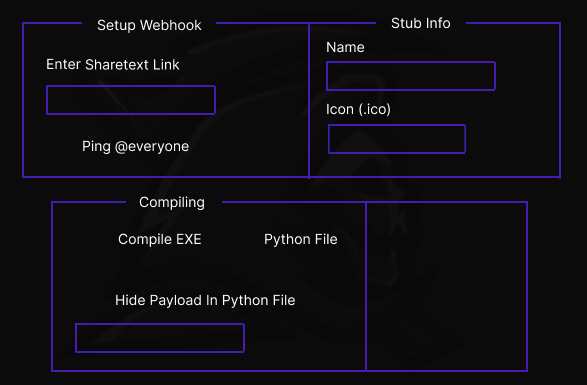 Setup Webhook
Stub Info
Enter Sharetext Link
Name
Icon (.ico)
Ping @everyone
Compiling
Compile EXE
Python File
Hide Payload In Python File